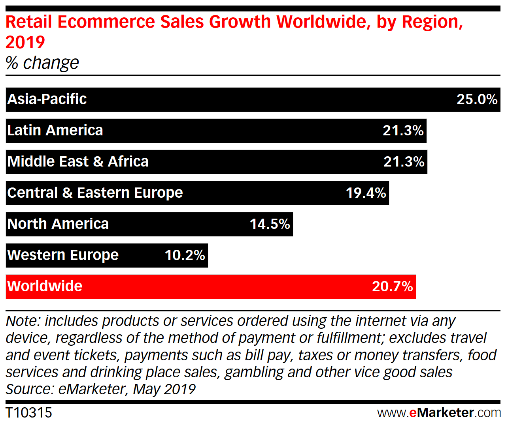 Retail Ecommerce Sales Growth Worldwide, by Region,
2019
% change
Asia-Pacific 25.0%
Latin America 21.3%
Middle East & Africa 21.3%
Central & Eastern Europe 19.4%
North America 14.5%
Western Europe 10.2%
Worldwide 20.7%
Note: includes products or services ordered using the internet via any
device, regardless of the method of payment or fulfillment; excludes travel
and event tickets, payments such as bill pay, taxes or money transfers, food
services and drinking place sales, gambling and other vice good sales
Source: eMarketer, May 2019
T10315 www.eMarketer.com